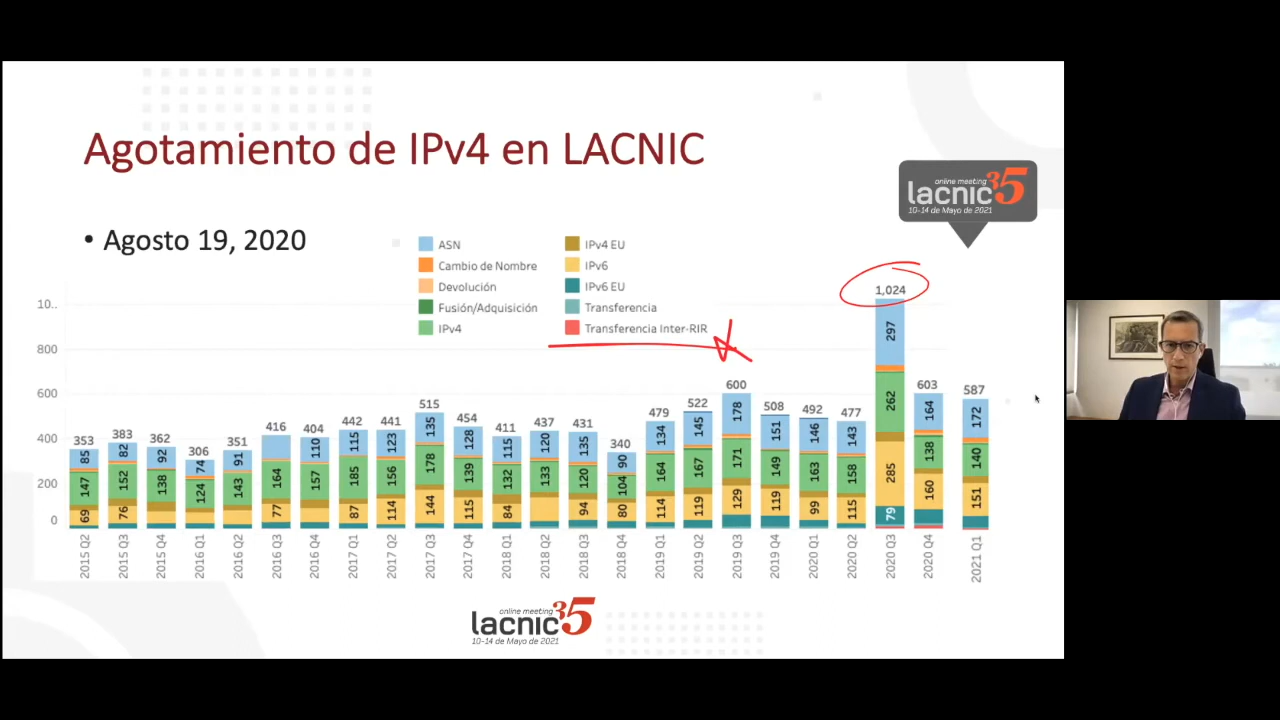 Agotamiento de IPv4 en LACNIC
online meeting
lacnic35
10-14 de Mayo de 2021
• Agosto 19, 2020
ASN
Cambio de Nombre
Devolución
Fusión/Adquisición
IPv4
IPv4 EU
IPv6
IPv6 EU
Transferencia
Transferencia Inter-RIR
10..
800
600
400
200
0
353 383 362 306 351 416 404 442 441 515 454 411 437 431 340 479 522 600 508 492 477 1,024 603 587
85 82 92 74 91 110 115 123 135 128 115 120 135 90 134 145 178 151 146 143 297 164 172
147 152 138 124 143 164 157 185 156 178 139 132 133 120 104 164 167 171 149 163 158 262 138 140
69 76 77 87 114 144 115 84 94 80 114 119 129 119 99 115 285 160 151
79
2015 Q2 2015 Q3 2015 Q4 2016 Q1 2016 Q2 2016 Q3 2016 Q4 2017 Q1 2017 Q2 2017 Q3 2017 Q4 2018 Q1 2018 Q2 2018 Q3 2018 Q4 2019 Q1 2019 Q2 2019 Q3 2019 Q4 2020 Q1 2020 Q2 2020 Q3 2020 Q4 2021 Q1
online meeting
lacnic35
10-14 de Mayo de 2021